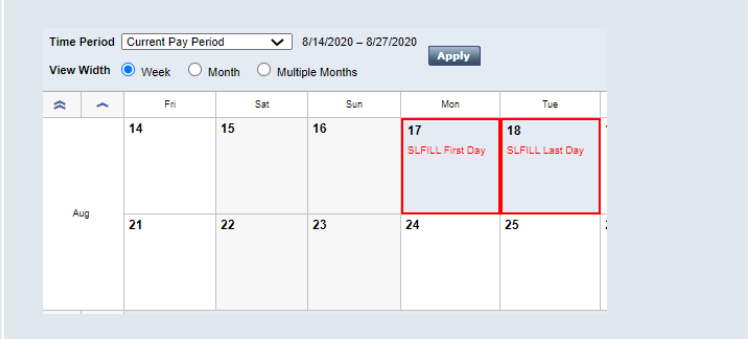 Time Period Current Pay Period 8/14/2020 – 8/27/2020
Apply
View Width Week Month Multiple Months
Fri Sat Sun Mon Tue
14 15 16 17 18
SLFILL First Day SLFILL Last Day
Aug
21 22 23 24 25